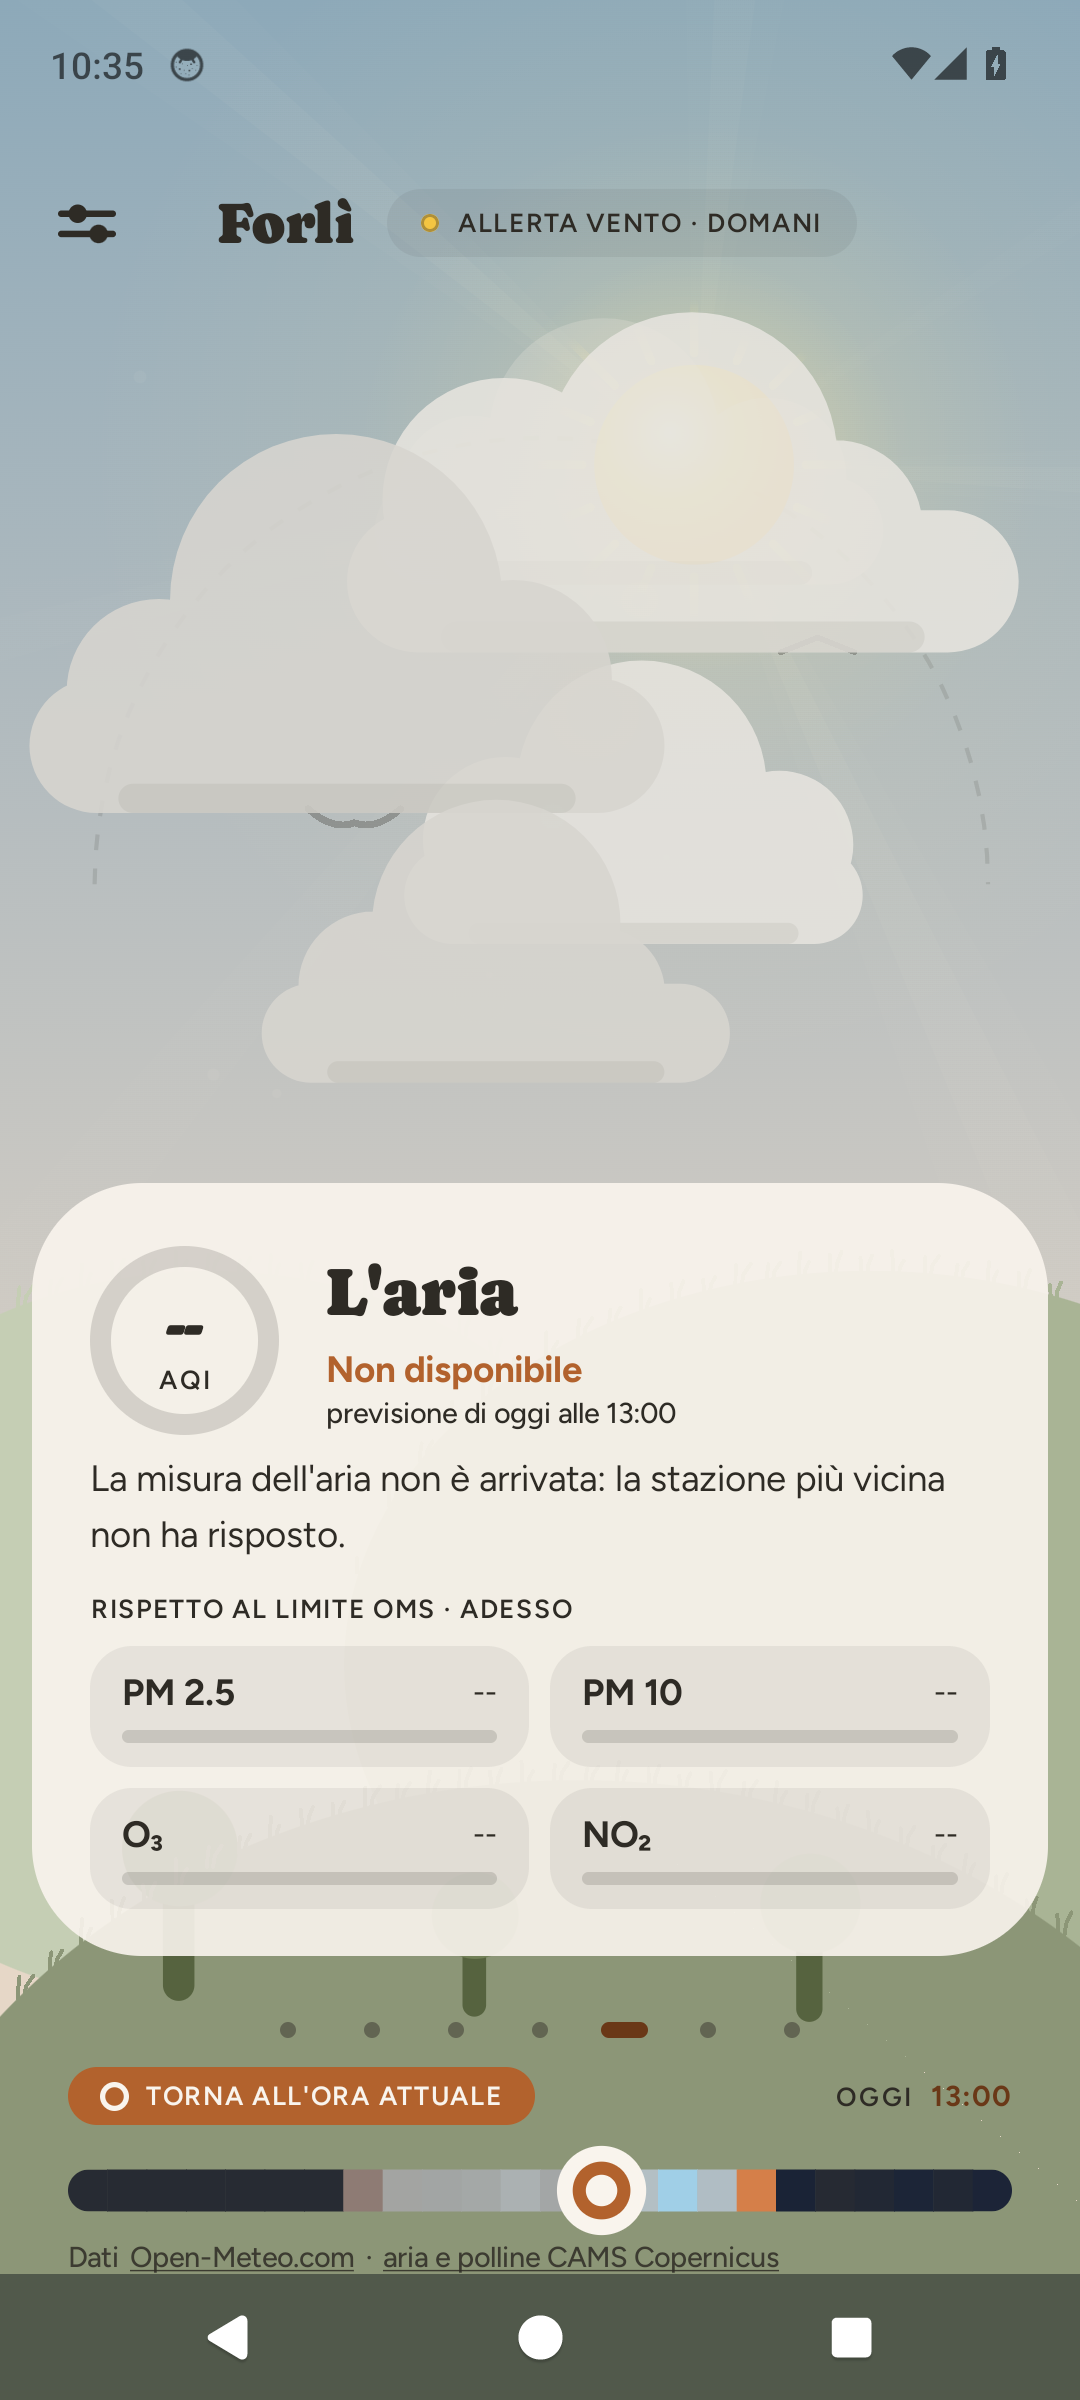 10:35
Forlì
ALLERTA VENTO · DOMANI
--
AQI
L'aria
Non disponibile
previsione di oggi alle 13:00
La misura dell'aria non è arrivata: la stazione più vicina
non ha risposto.
RISPETTO AL LIMITE OMS · ADESSO
PM 2.5 --
PM 10 --
O₃ --
NO₂ --
TORNA ALL'ORA ATTUALE
OGGI 13:00
Dati Open-Meteo.com · aria e polline CAMS Copernicus